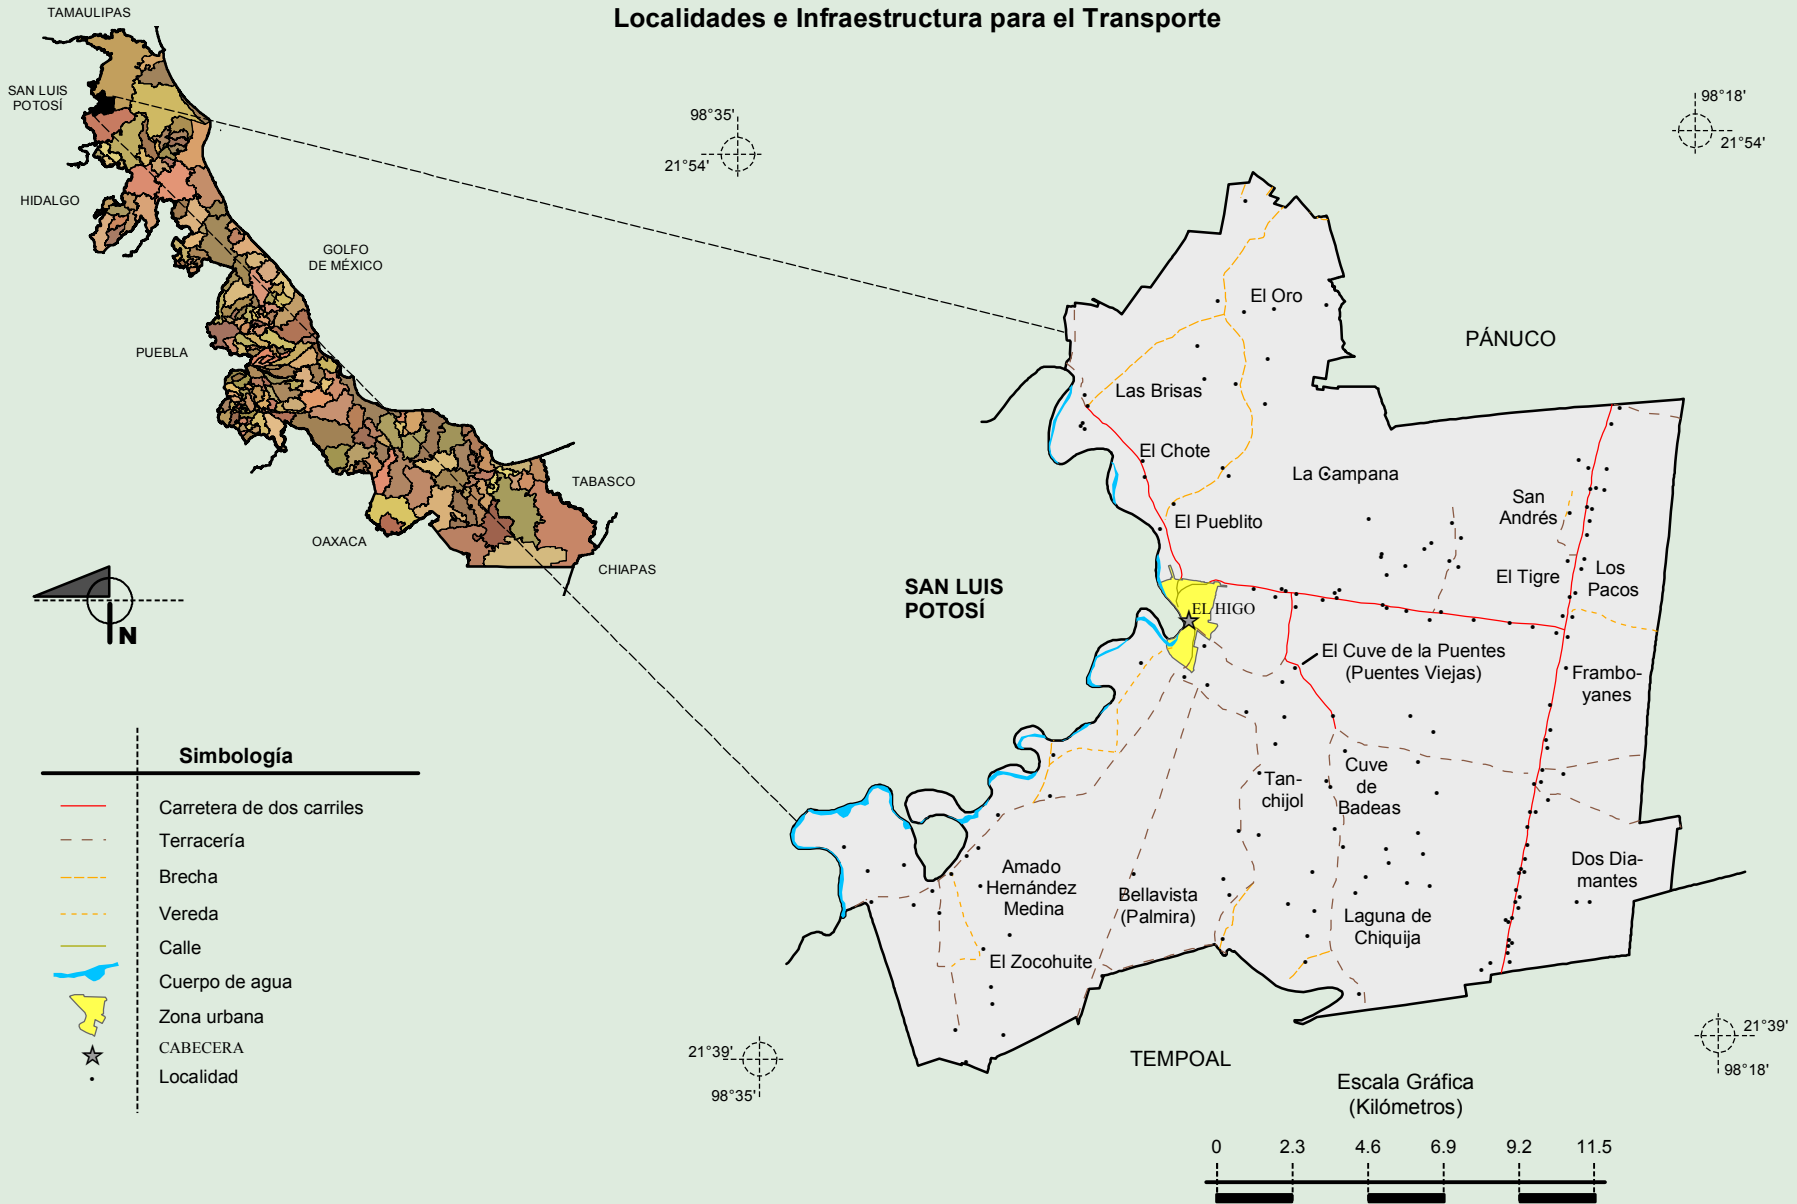 Localidades e Infraestructura para el Transporte
TAMAULIPAS
SAN LUIS
POTOSÍ
HIDALGO
GOLFO
DE MÉXICO
PUEBLA
TABASCO
OAXACA
CHIAPAS
N
98°35'
21°54'
98°18'
21°54'
El Oro
PÁNUCO
Las Brisas
El Chote
La Campana
San
Andrés
El Pueblito
El Tigre
Los
Pacos
SAN LUIS
POTOSÍ
EL HIGO
El Cuve de la Puentes
(Puentes Viejas)
Frambo-
yanes
Tan-
chijol
Cuve
de
Badeas
Amado
Hernández
Medina
Bellavista
(Palmira)
Dos Dia-
mantes
Laguna de
Chiquija
El Zocohuite
21°39'
98°35'
TEMPOAL
21°39'
98°18'
Simbología
Carretera de dos carriles
Terracería
Brecha
Vereda
Calle
Cuerpo de agua
Zona urbana
CABECERA
Localidad
Escala Gráfica
(Kilómetros)
0 2.3 4.6 6.9 9.2 11.5